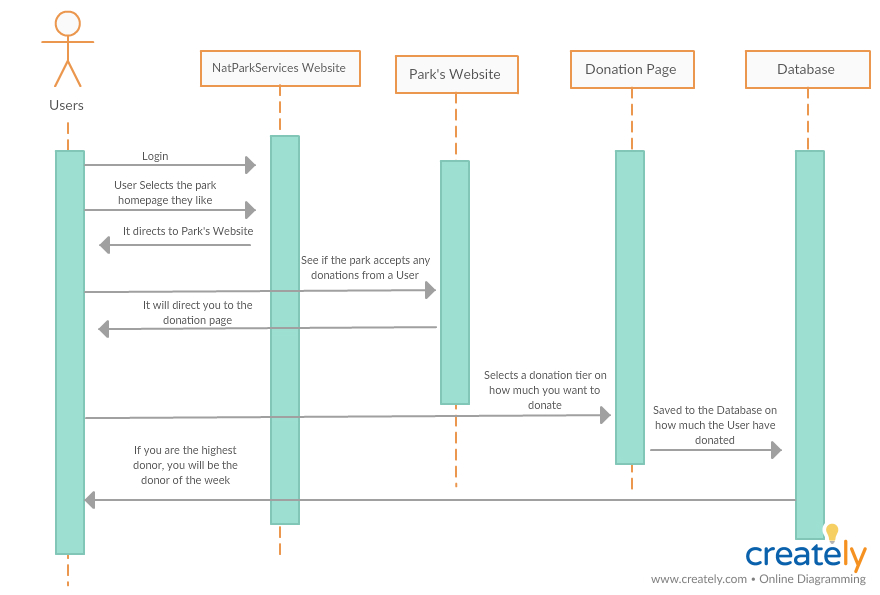 Users
NatParkServices Website
Park's Website
Donation Page
Database
Login
User Selects the park
homepage they like
It directs to Park's Website
See if the park accepts any
donations from a User
It will direct you to the
donation page
Selects a donation tier on
how much you want to
donate
Saved to the Database on
how much the User have
donated
If you are the highest
donor, you will be the
donor of the week
creately
www.creately.com • Online Diagramming